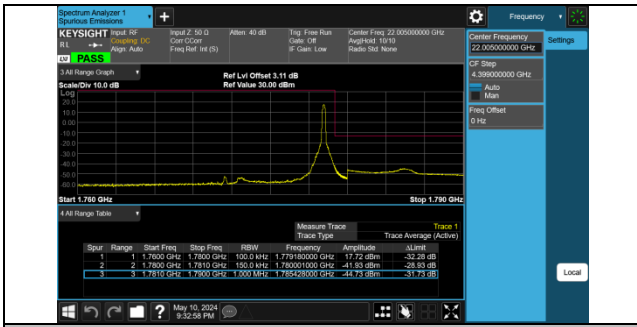 Spectrum Analyzer 1
Spurious Emissions
Frequency
KEYSIGHT Input: RF Input Z: 50 Ω Atten: 40 dB Trig: Free Run Center Freq: 22.005000000 GHz
RL Coupling: DC Corr CCorr Gate: Off Avg|Hold: 10/10
Align: Auto Freq Ref: Int (S) IF Gain: Low Radio Std: None
LXI PASS
Center Frequency
22.005000000 GHz
Settings
CF Step
4.399000000 GHz
Auto
Man
Freq Offset
0 Hz
3 All Range Graph
Scale/Div 10.0 dB
Ref Lvl Offset 3.11 dB
Ref Value 30.00 dBm
Log
20.0
10.0
0.00
-10.0
-20.0
-30.0
-40.0
-50.0
-60.0
Start 1.760 GHz Stop 1.790 GHz
4 All Range Table
Measure Trace Trace 1
Trace Type Trace Average (Active)
Spur Range Start Freq Stop Freq RBW Frequency Amplitude ΔLimit
1 1 1.7600 GHz 1.7800 GHz 100.0 kHz 1.779180000 GHz 17.72 dBm -32.28 dB
2 2 1.7800 GHz 1.7810 GHz 150.0 kHz 1.780001000 GHz -41.93 dBm -28.93 dB
3 3 1.7810 GHz 1.7900 GHz 1.000 MHz 1.785428000 GHz -44.73 dBm -31.73 dB
Local
May 10, 2024
9:32:58 PM